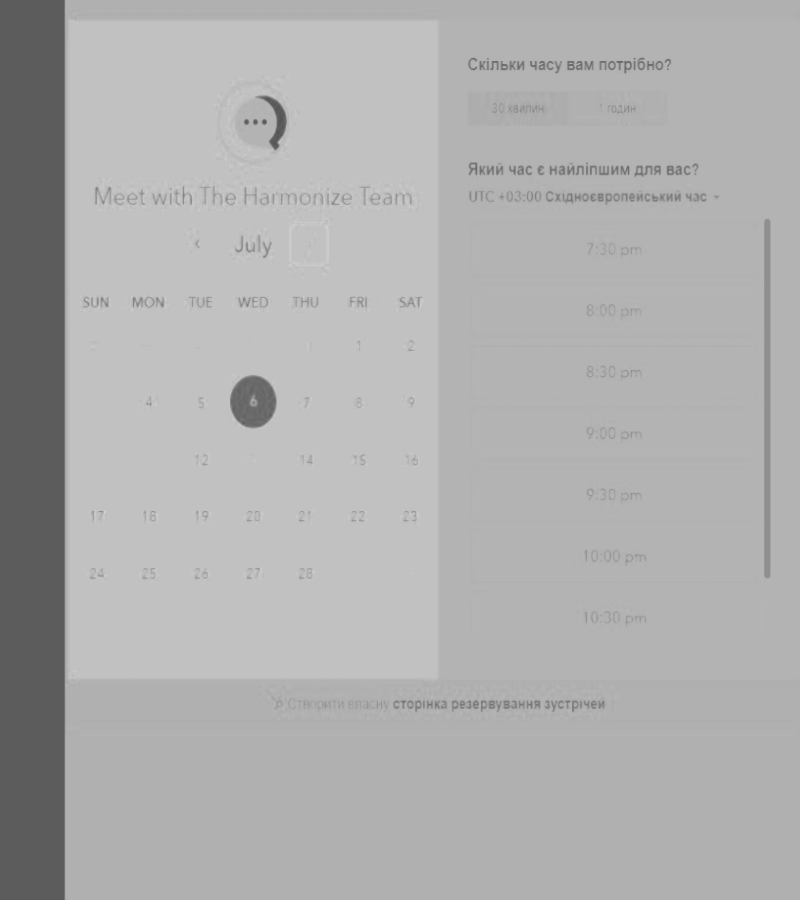 Meet with The Harmonize Team
July
SUN MON TUE WED THU FRI SAT
1 2
4 5 6 7 8 9
12 14 15 16
17 18 19 20 21 22 23
24 25 26 27 28
Скільки часу вам потрібно?
30 хвилин 1 годин
Який час є найліпшим для вас?
UTC +03:00 Східноєвропейський час
7:30 pm
8:00 pm
8:30 pm
9:00 pm
9:30 pm
10:00 pm
10:30 pm
Створити власну сторінка резервування зустрічей